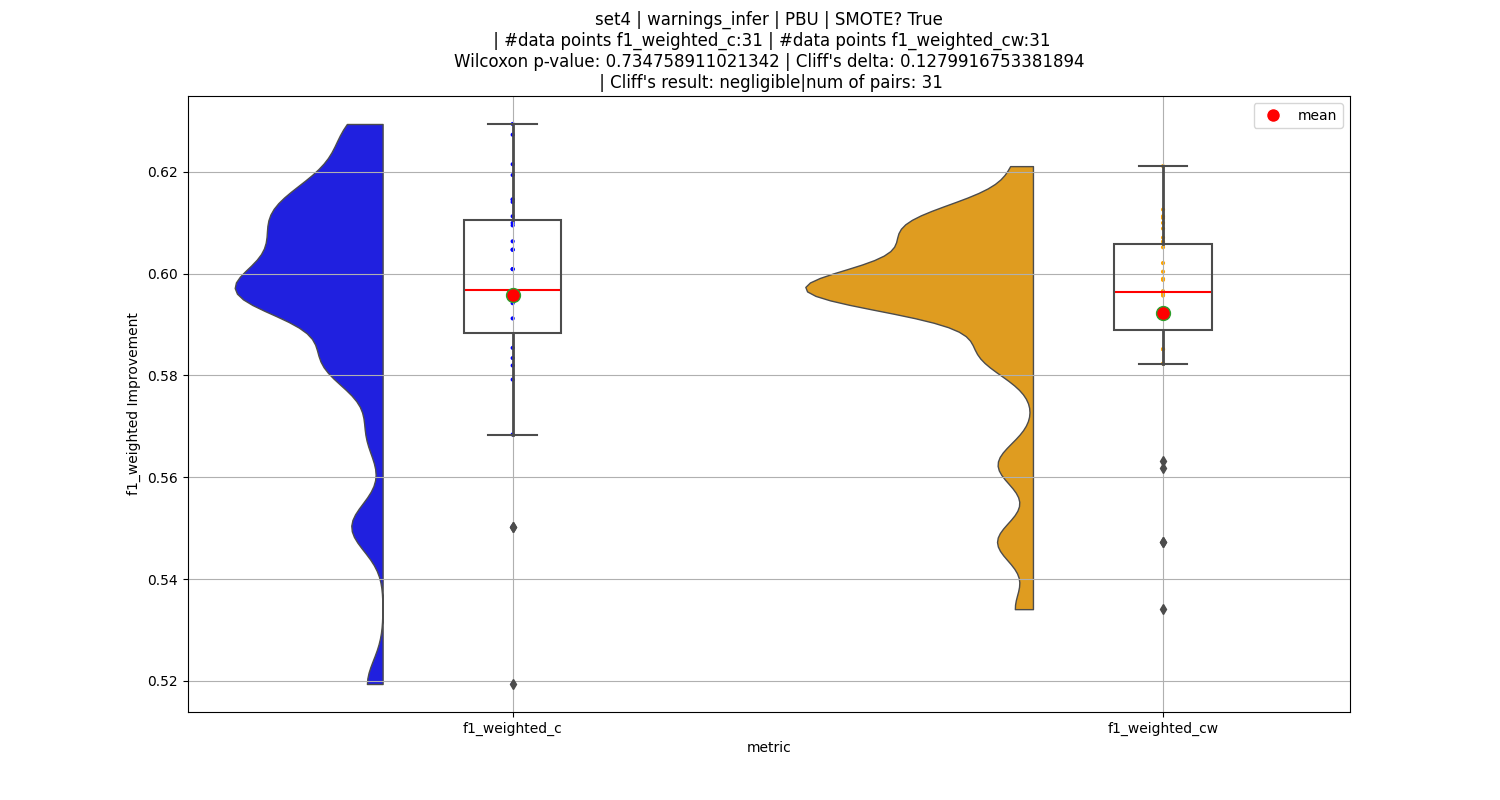 set4 | warnings_infer | PBU | SMOTE? True
| #data points f1_weighted_c:31 | #data points f1_weighted_cw:31
Wilcoxon p-value: 0.734758911021342 | Cliff's delta: 0.1279916753381894
| Cliff's result: negligible|num of pairs: 31
mean
0.62
0.60
0.58
0.56
0.54
0.52
f1_weighted Improvement
f1_weighted_c
f1_weighted_cw
metric